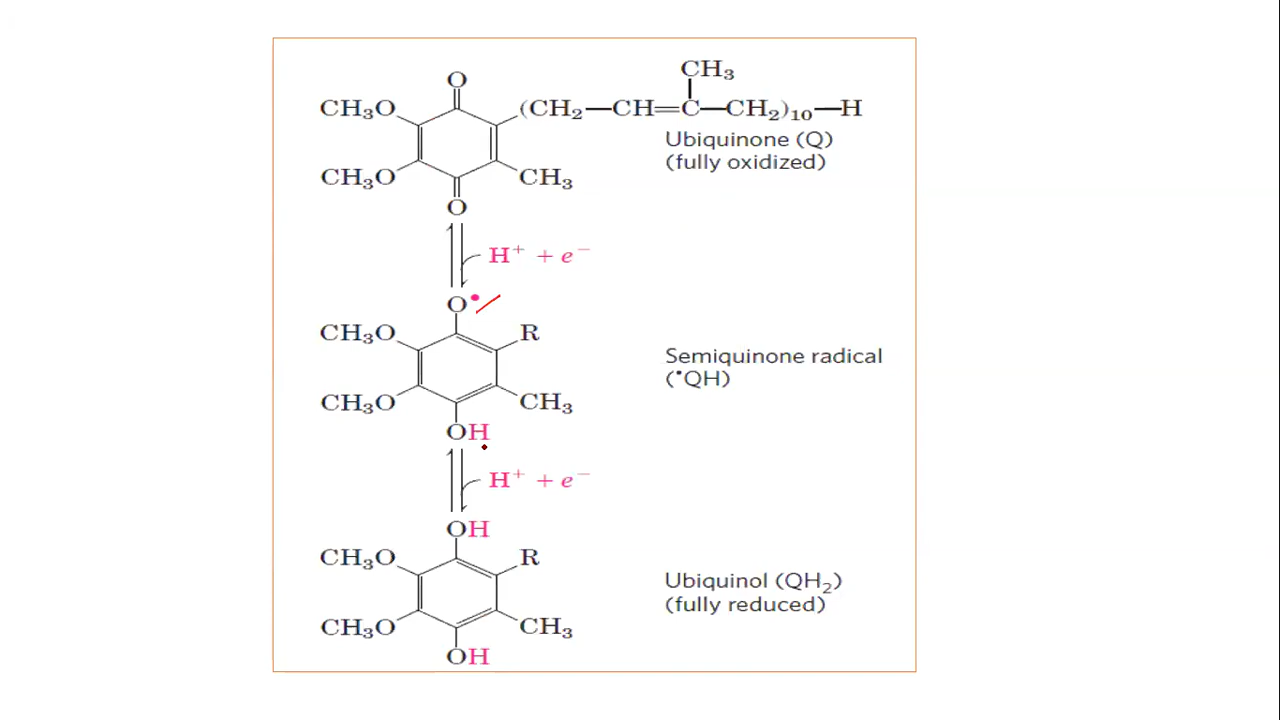 O
CH3
CH3O
(CH2—CH=C—CH2)10—H
Ubiquinone (Q)
(fully oxidized)
CH3O
CH3
O
H+ + e−
O•
CH3O
R
Semiquinone radical
(•QH)
CH3O
CH3
OH
H+ + e−
OH
CH3O
R
Ubiquinol (QH2)
(fully reduced)
CH3O
CH3
OH